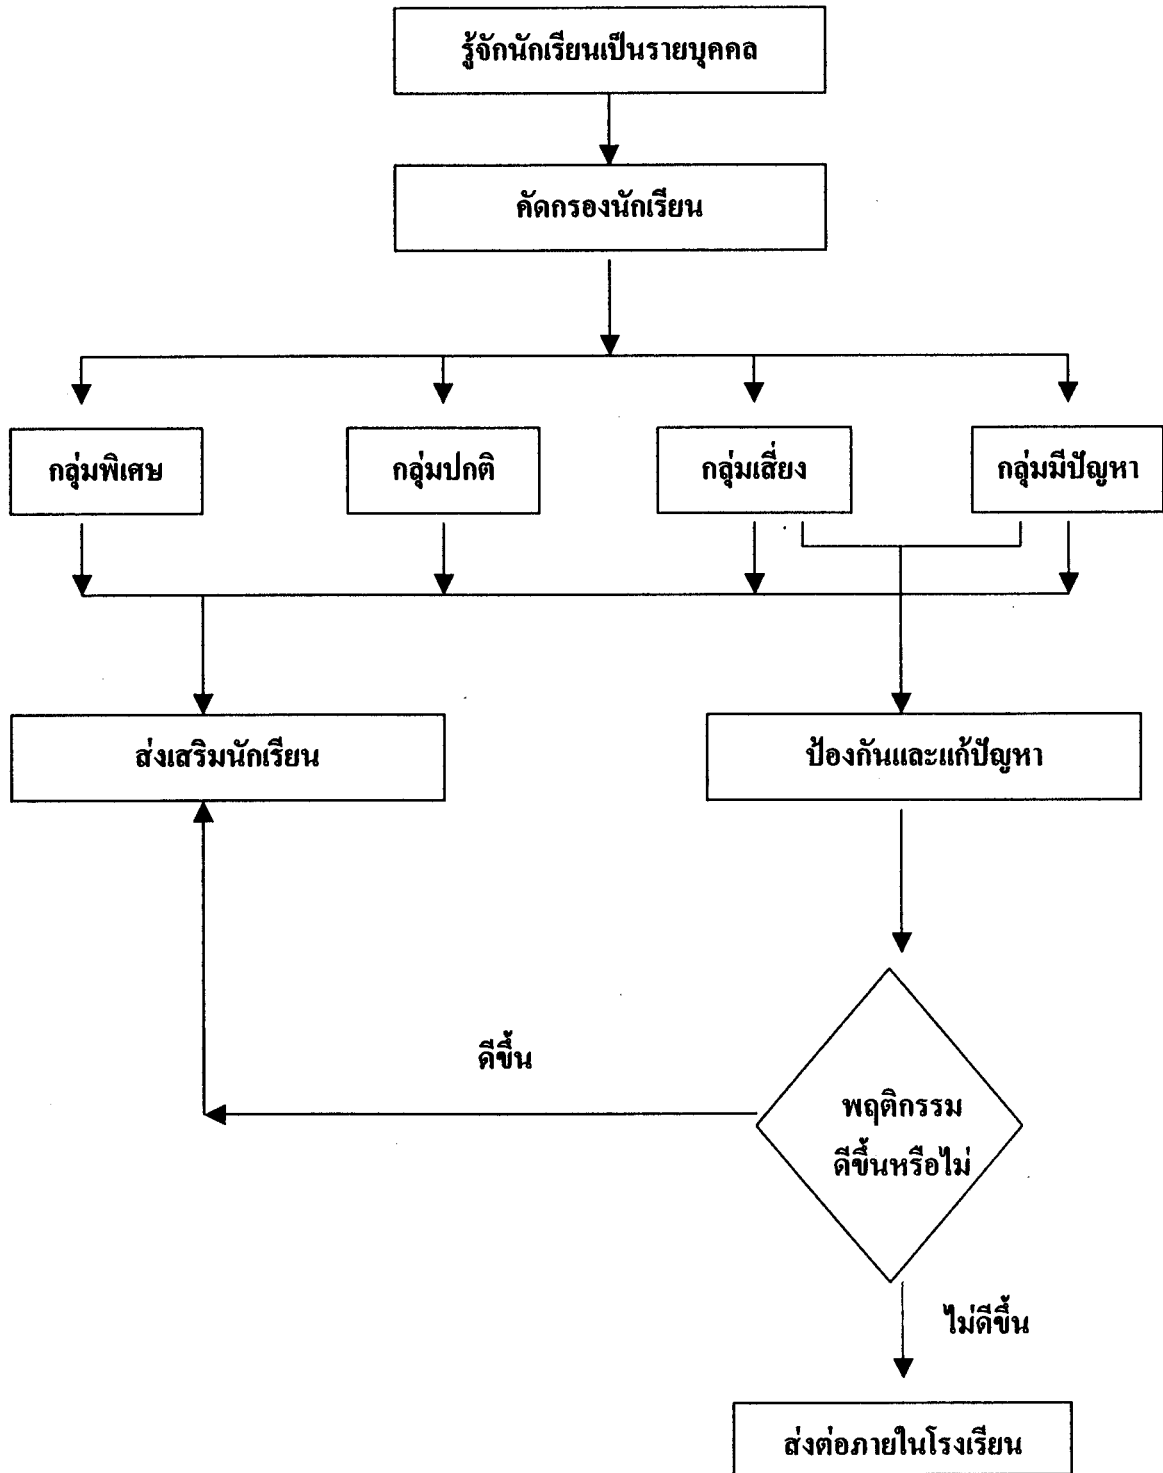 รู้จักนักเรียนเป็นรายบุคคล
คัดกรองนักเรียน
กลุ่มพิเศษ
กลุ่มปกติ
กลุ่มเสี่ยง
กลุ่มมีปัญหา
ส่งเสริมนักเรียน
ป้องกันและแก้ปัญหา
ดีขึ้น
พฤติกรรม
ดีขึ้นหรือไม่
ไม่ดีขึ้น
ส่งต่อภายในโรงเรียน